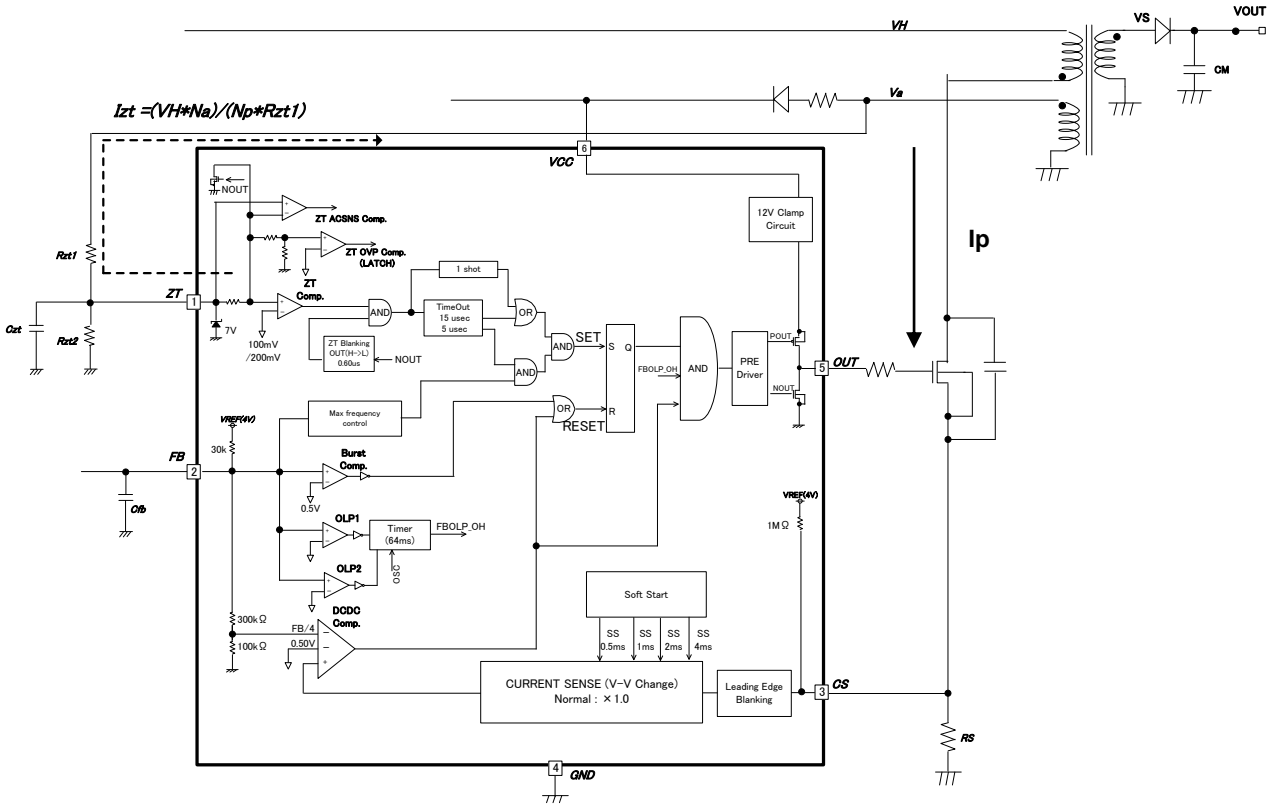 VH
VS
VOUT
CM
Va
Izt =(VH*Na)/(Np*Rzt1)
6
VCC
NOUT
ZT ACSNS Comp.
12V Clamp
Circuit
Ip
ZT OVP Comp.
(LATCH)
Rzt1
ZT
Comp.
1 shot
ZT
1
AND
TimeOut
15 usec
5 usec
OR
Czt
Rzt2
7V
100mV
/200mV
ZT Blanking
OUT(H->L)
0.60us
NOUT
AND
SET
S
Q
AND
FBOLP_OH
AND
PRE
Driver
POUT
NOUT
5
OUT
Max frequency
control
OR
R
RESET
VREF(4V)
30k
FB
2
Burst
Comp.
0.5V
Cfb
OLP1
Timer
(64ms)
FBOLP_OH
OSC
OLP2
VREF(4V)
1MΩ
Soft Start
300kΩ
100kΩ
DCDC
Comp.
FB/4
0.50V
SS
0.5ms
SS
1ms
SS
2ms
SS
4ms
CURRENT SENSE (V-V Change)
Normal : ×1.0
Leading Edge
Blanking
3
CS
RS
4
GND